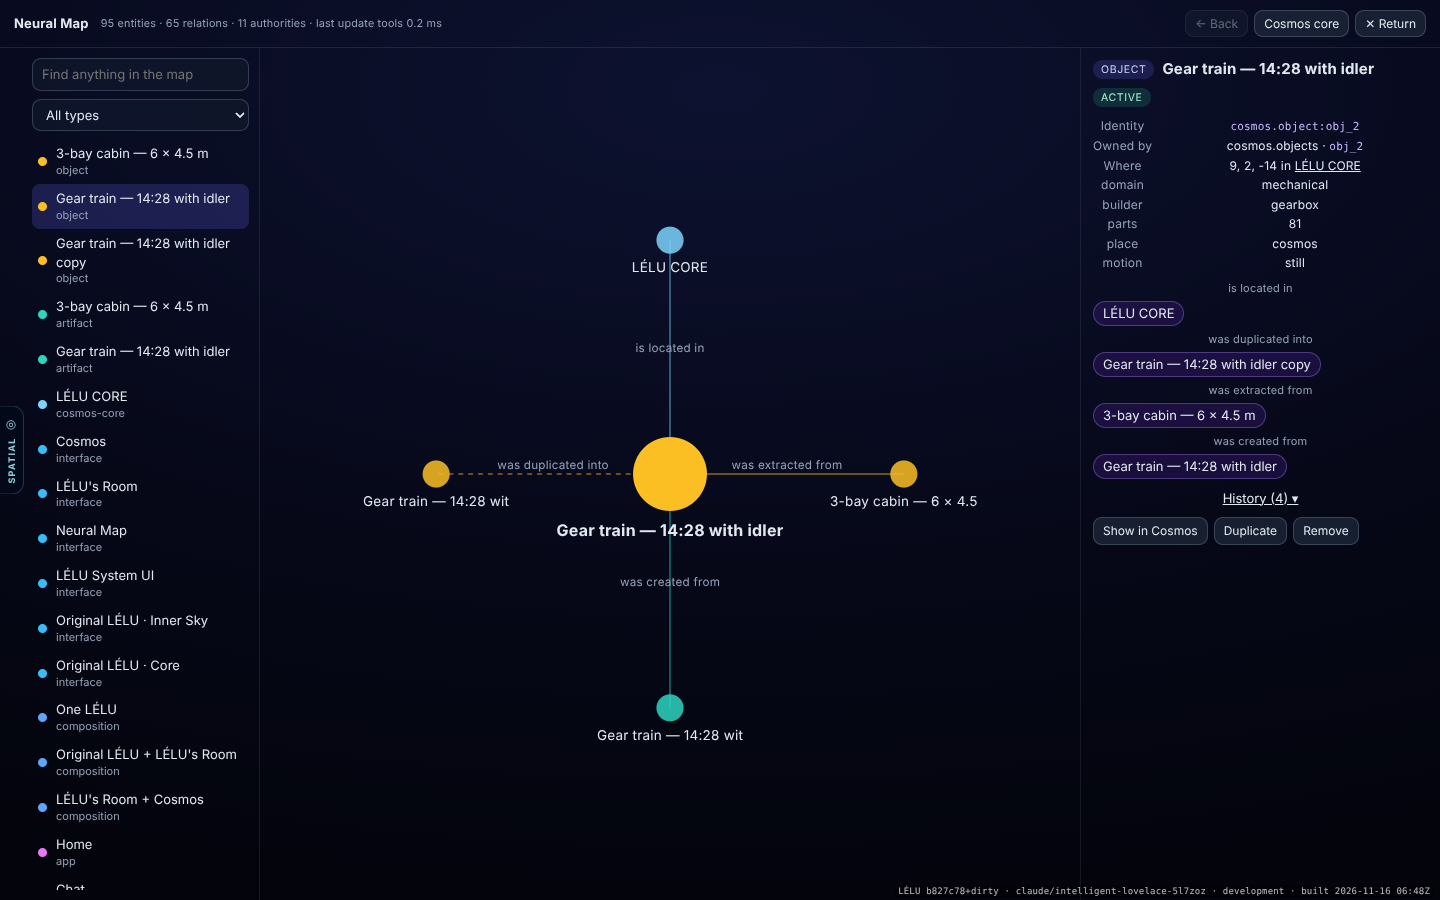 Neural Map
95 entities · 65 relations · 11 authorities · last update tools 0.2 ms
← Back
Cosmos core
✕ Return
Find anything in the map
All types
3-bay cabin — 6 × 4.5 m
object
Gear train — 14:28 with idler
object
Gear train — 14:28 with idler
copy
object
3-bay cabin — 6 × 4.5 m
artifact
Gear train — 14:28 with idler
artifact
LÉLU CORE
cosmos-core
Cosmos
interface
LÉLU's Room
interface
Neural Map
interface
LÉLU System UI
interface
Original LÉLU · Inner Sky
interface
Original LÉLU · Core
interface
One LÉLU
composition
Original LÉLU + LÉLU's Room
composition
LÉLU's Room + Cosmos
composition
Home
app
Chat
SPATIAL ◎
LÉLU CORE
is located in
was duplicated into
was extracted from
Gear train — 14:28 wit
3-bay cabin — 6 × 4.5
Gear train — 14:28 with idler
was created from
Gear train — 14:28 wit
OBJECT Gear train — 14:28 with idler
ACTIVE
Identity cosmos.object:obj_2
Owned by cosmos.objects · obj_2
Where 9, 2, -14 in LÉLU CORE
domain mechanical
builder gearbox
parts 81
place cosmos
motion still
is located in
LÉLU CORE
was duplicated into
Gear train — 14:28 with idler copy
was extracted from
3-bay cabin — 6 × 4.5 m
was created from
Gear train — 14:28 with idler
History (4) ▾
Show in Cosmos
Duplicate
Remove
LÉLU b827c78+dirty · claude/intelligent-lovelace-5l7zoz · development · built 2026-11-16 06:48Z